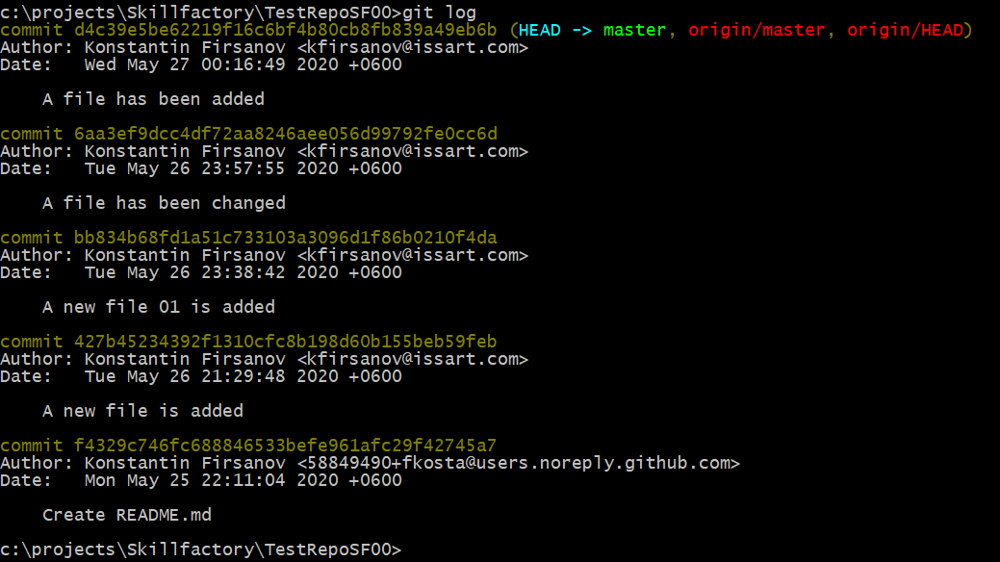 c:\projects\Skillfactory\TestRepoSF00>git log
commit d4c39e5be62219f16c6bf4b80cb8fb839a49eb6b (HEAD -> master, origin/master, origin/HEAD)
Author: Konstantin Firsanov <kfirsanov@issart.com>
Date:   Wed May 27 00:16:49 2020 +0600
    A file has been added
commit 6aa3ef9dcc4df72aa8246aee056d99792fe0cc6d
Author: Konstantin Firsanov <kfirsanov@issart.com>
Date:   Tue May 26 23:57:55 2020 +0600
    A file has been changed
commit bb834b68fd1a51c733103a3096d1f86b0210f4da
Author: Konstantin Firsanov <kfirsanov@issart.com>
Date:   Tue May 26 23:38:42 2020 +0600
    A new file 01 is added
commit 427b45234392f1310cfc8b198d60b155beb59feb
Author: Konstantin Firsanov <kfirsanov@issart.com>
Date:   Tue May 26 21:29:48 2020 +0600
    A new file is added
commit f4329c746fc688846533befe961afc29f42745a7
Author: Konstantin Firsanov <58849490+fkosta@users.noreply.github.com>
Date:   Mon May 25 22:11:04 2020 +0600
    Create README.md
c:\projects\Skillfactory\TestRepoSF00>